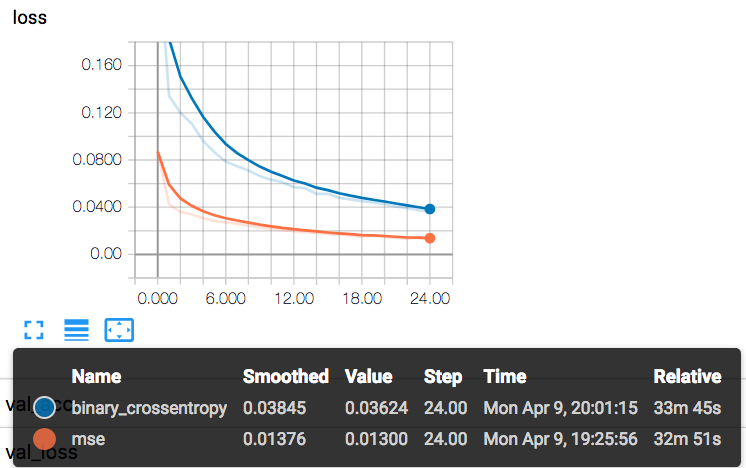 loss
0.160
0.120
0.0800
0.0400
0.00
0.000 6.000 12.00 18.00 24.00
Name Smoothed Value Step Time Relative
val_acc
binary_crossentropy 0.03845 0.03624 24.00 Mon Apr 9, 20:01:15 33m 45s
mse 0.01376 0.01300 24.00 Mon Apr 9, 19:25:56 32m 51s
val_loss